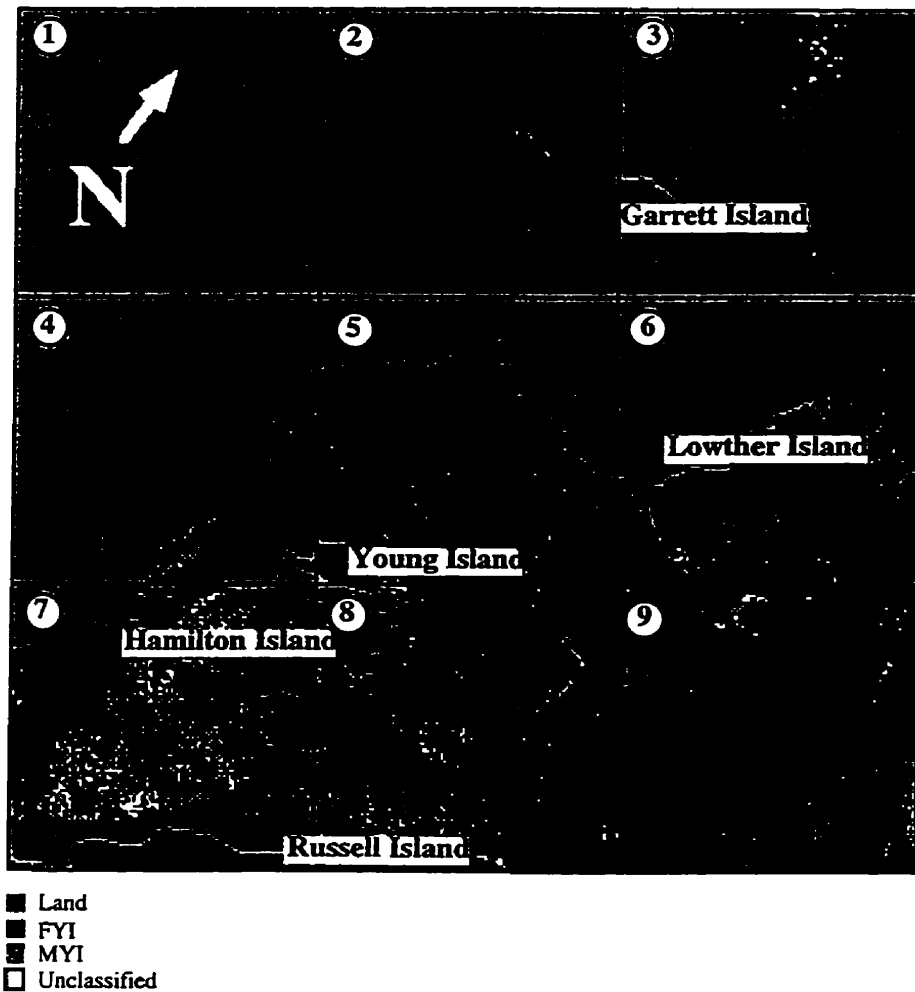 1
2
3
N
Garrett Island
4
5
6
Lowther Island
Young Island
7
8
9
Hamilton Island
Russell Island
Land
FYI
MYI
Unclassified